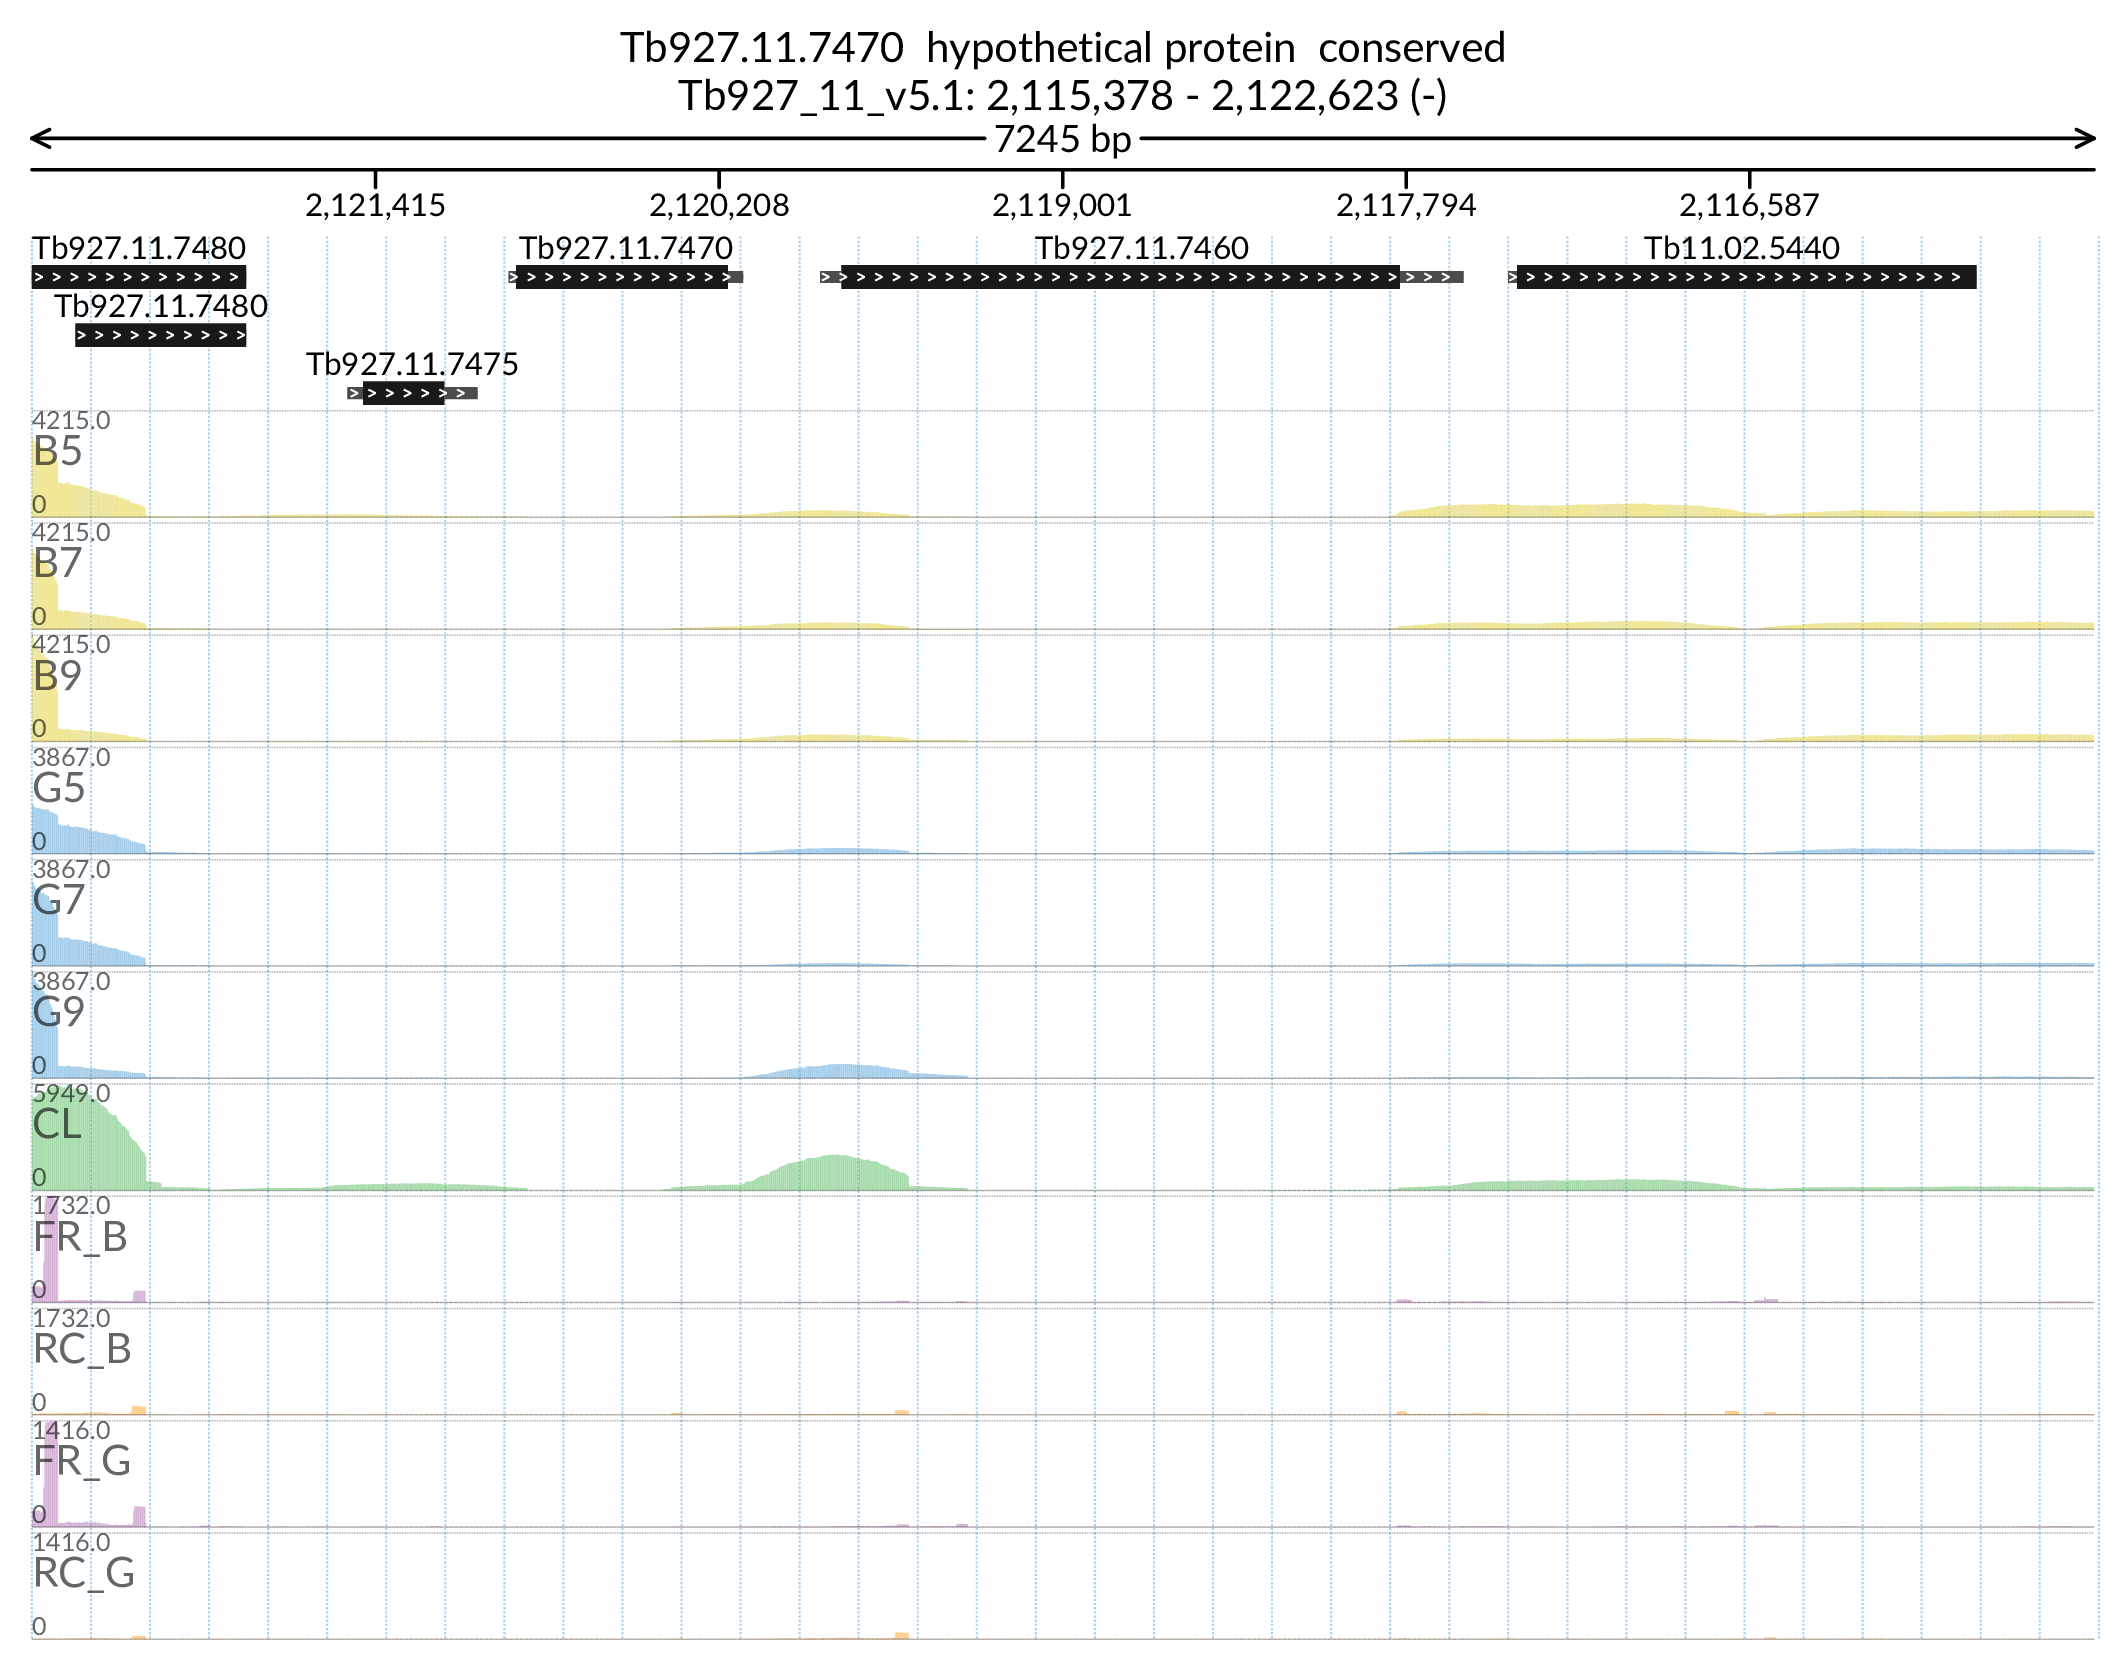 Tb927.11.7470 hypothetical protein conserved
Tb927_11_v5.1: 2,115,378 - 2,122,623 (-)
7245 bp
2,121,415 2,120,208 2,119,001 2,117,794 2,116,587
Tb927.11.7480 Tb927.11.7470 Tb927.11.7460 Tb11.02.5440
Tb927.11.7480
Tb927.11.7475
4215.0
B5
0
4215.0
B7
0
4215.0
B9
0
3867.0
G5
0
3867.0
G7
0
3867.0
G9
0
5949.0
CL
0
1732.0
FR_B
0
1732.0
RC_B
0
1416.0
FR_G
0
1416.0
RC_G
0